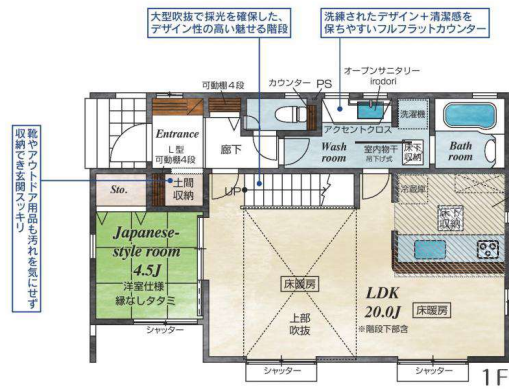 大型吹抜で採光を確保した、
デザイン性の高い魅せる階段
洗練されたデザイン+清潔感を
保ちやすいフルフラットカウンター
オープンサニタリー
irodori
可動棚4段
カウンター
PS
アクセントクロス
洗濯機
Entrance
L型
可動棚4段
廊下
Wash
room
室内物干
吊下げ式
床下
収納
Bath
room
靴やアウトドア用品も汚れを気にせず
収納でき玄関スッキリ
Sto.
土間
収納
UP
冷蔵庫
床下
収納
Japanese-
style room
4.5J
洋室仕様
縁なしタタミ
床暖房
LDK
20.0J
※階段下部含
床暖房
上部
吹抜
シャッター
シャッター
シャッター
1F